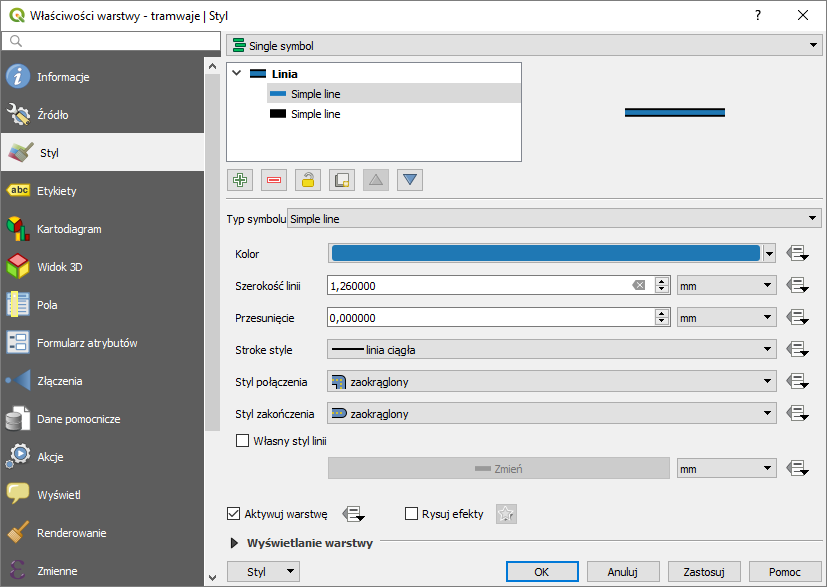 Właściwości warstwy - tramwaje | Styl
Informacje
Źródło
Styl
abc Etykiety
Kartodiagram
Widok 3D
Pola
Formularz atrybutów
Złączenia
Dane pomocnicze
Akcje
Wyświetl
Renderowanie
Zmienne
Single symbol
Linia
Simple line
Simple line
Typ symbolu Simple line
Kolor
Szerokość linii 1,260000 mm
Przesunięcie 0,000000 mm
Stroke style linia ciągła
Styl połączenia zaokrąglony
Styl zakończenia zaokrąglony
Własny styl linii
Zmień mm
Aktywuj warstwę Rysuj efekty
Wyświetlanie warstwy
Styl OK Anuluj Zastosuj Pomoc